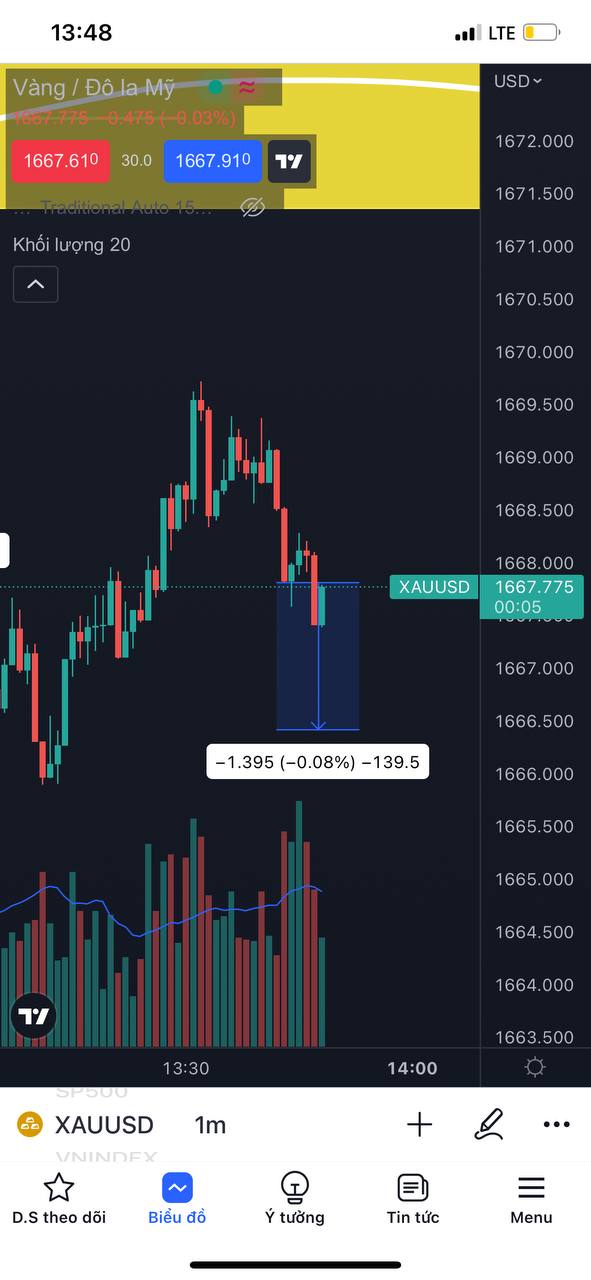 13:48
LTE
Vàng / Đô la Mỹ
USD
1667.775 −0.475 (−0.03%)
1667.610
30.0
1667.910
... Traditional Auto 15...
Khối lượng 20
1672.000
1671.500
1671.000
1670.500
1670.000
1669.500
1669.000
1668.500
1668.000
XAUUSD
1667.775
00:05
1667.000
1666.500
−1.395 (−0.08%) −139.5
1666.000
1665.500
1665.000
1664.500
1664.000
1663.500
13:30
14:00
SP500
XAUUSD
1m
VNINDEX
D.S theo dõi
Biểu đồ
Ý tưởng
Tin tức
Menu